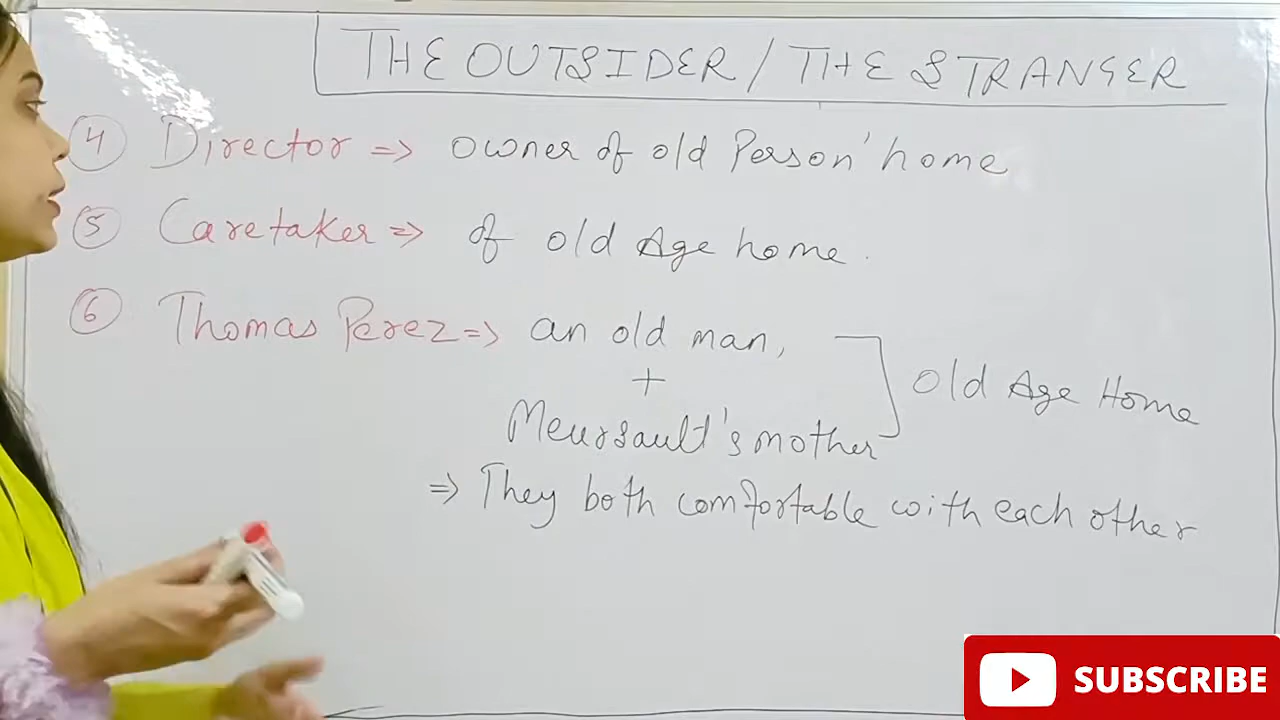 THE OUTSIDER / THE STRANGER
4 Director => owner of old Person' home
5 Caretaker => of old Age home.
6 Thomas Perez => an old man,
+
Meursault's mother
Old Age Home
=> They both comfortable with each other
SUBSCRIBE